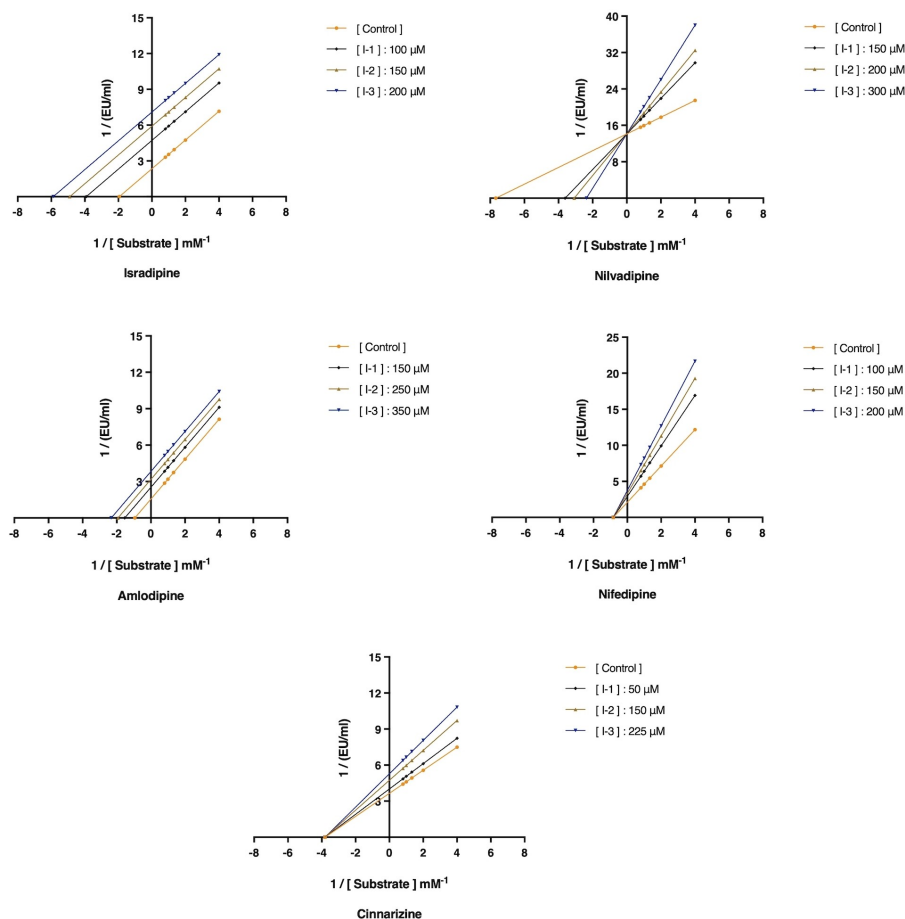 15
12
9
6
3
1 / (EU/ml)
-8 -6 -4 -2 0 2 4 6 8
1 / [ Substrate ] mM-1
Isradipine
[ Control ]
[ I-1 ] : 100 µM
[ I-2 ] : 150 µM
[ I-3 ] : 200 µM
40
32
24
16
8
1 / (EU/ml)
-8 -6 -4 -2 0 2 4 6 8
1 / [ Substrate ] mM-1
Nilvadipine
[ Control ]
[ I-1 ] : 150 µM
[ I-2 ] : 200 µM
[ I-3 ] : 300 µM
15
12
9
6
3
1 / (EU/ml)
-8 -6 -4 -2 0 2 4 6 8
1 / [ Substrate ] mM-1
Amlodipine
[ Control ]
[ I-1 ] : 150 µM
[ I-2 ] : 250 µM
[ I-3 ] : 350 µM
25
20
15
10
5
1 / (EU/ml)
-8 -6 -4 -2 0 2 4 6 8
1 / [ Substrate ] mM-1
Nifedipine
[ Control ]
[ I-1 ] : 100 µM
[ I-2 ] : 150 µM
[ I-3 ] : 200 µM
15
12
9
6
3
1 / (EU/ml)
-8 -6 -4 -2 0 2 4 6 8
1 / [ Substrate ] mM-1
Cinnarizine
[ Control ]
[ I-1 ] : 50 µM
[ I-2 ] : 150 µM
[ I-3 ] : 225 µM